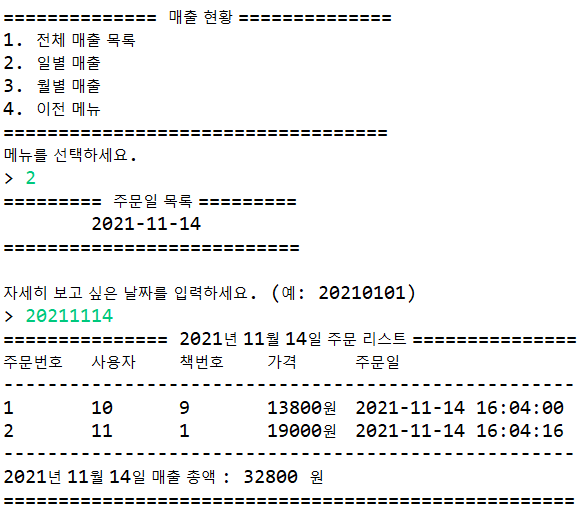 ============== 매출 현황 ==============
1. 전체 매출 목록
2. 일별 매출
3. 월별 매출
4. 이전 메뉴
===================================
메뉴를 선택하세요.
> 2
========= 주문일 목록 =========
2021-11-14
===========================
자세히 보고 싶은 날짜를 입력하세요. (예: 20210101)
> 20211114
=============== 2021년 11월 14일 주문 리스트 ===============
주문번호 사용자 책번호 가격 주문일
----------------------------------------------------
1 10 9 13800원 2021-11-14 16:04:00
2 11 1 19000원 2021-11-14 16:04:16
----------------------------------------------------
2021년 11월 14일 매출 총액 : 32800 원
====================================================